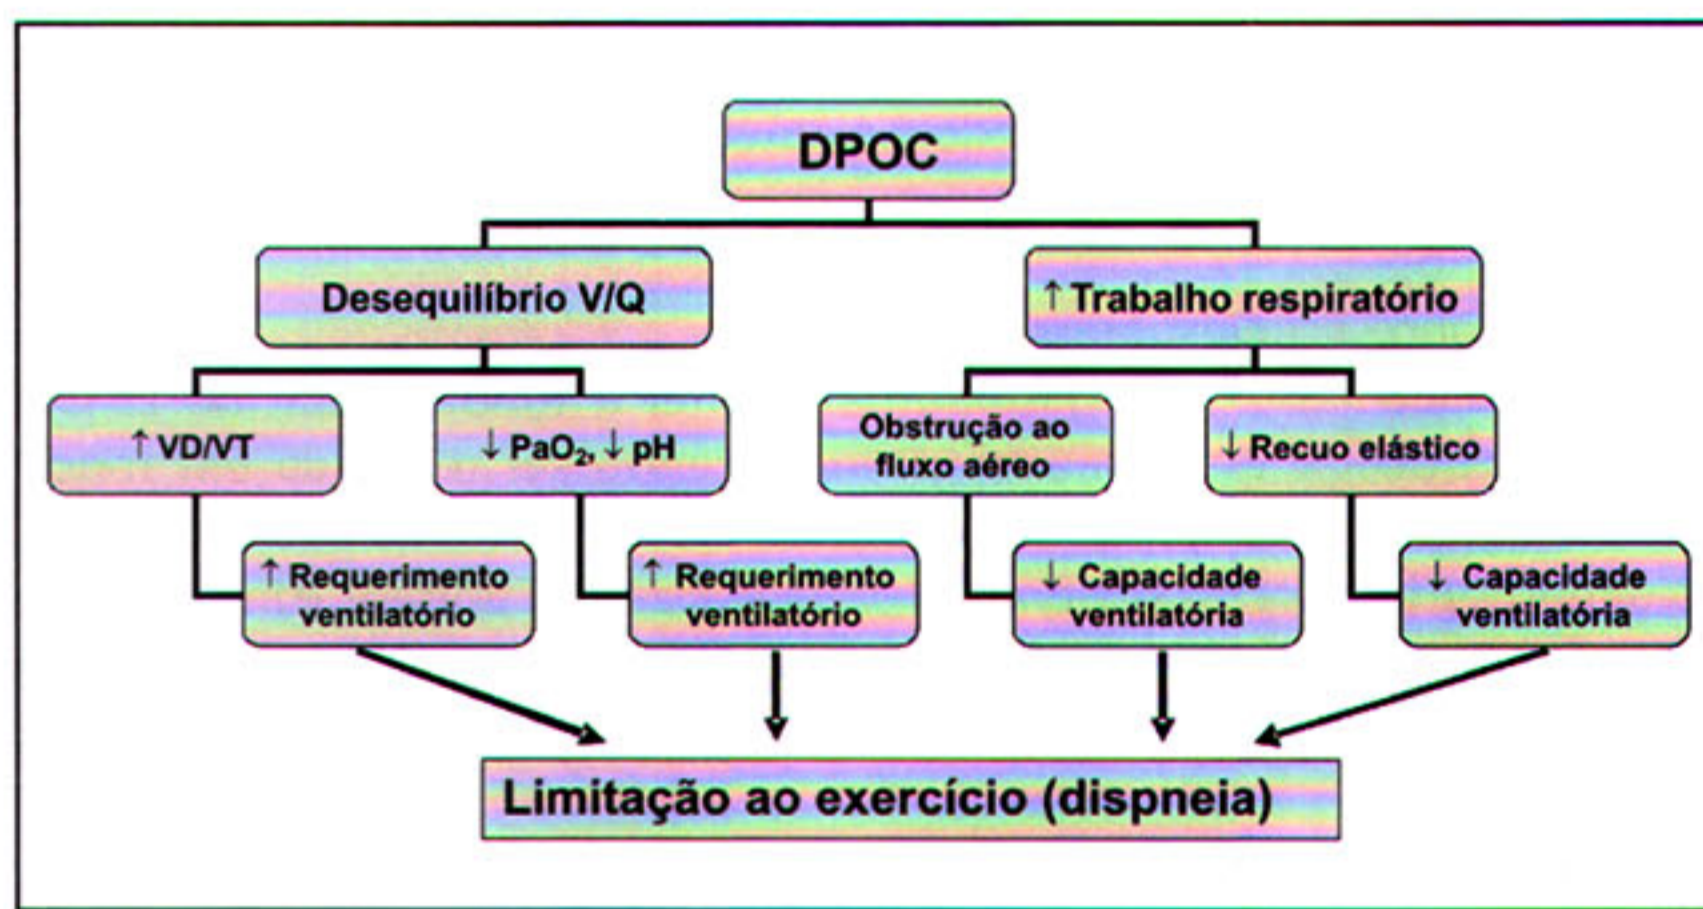 DPOC
Desequilíbrio V/Q
↑ Trabalho respiratório
↑ VD/VT
↓ PaO₂, ↓ pH
Obstrução ao
fluxo aéreo
↓ Recuo elástico
↑ Requerimento
ventilatório
↑ Requerimento
ventilatório
↓ Capacidade
ventilatória
↓ Capacidade
ventilatória
Limitação ao exercício (dispneia)